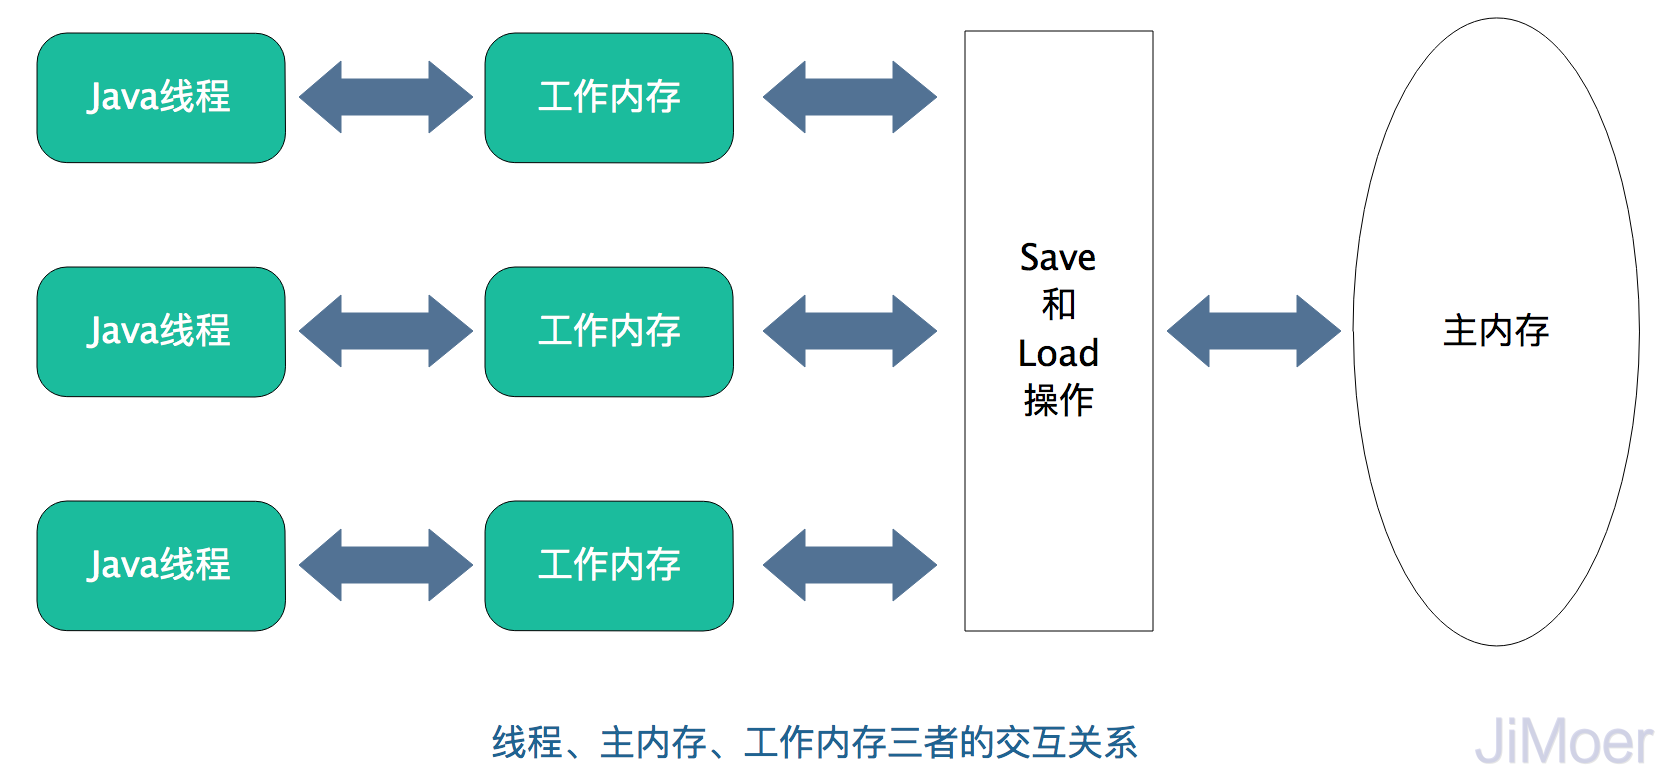 Java线程
工作内存
Java线程
工作内存
Java线程
工作内存
Save
和
Load
操作
主内存
线程、主内存、工作内存三者的交互关系
JiMoer